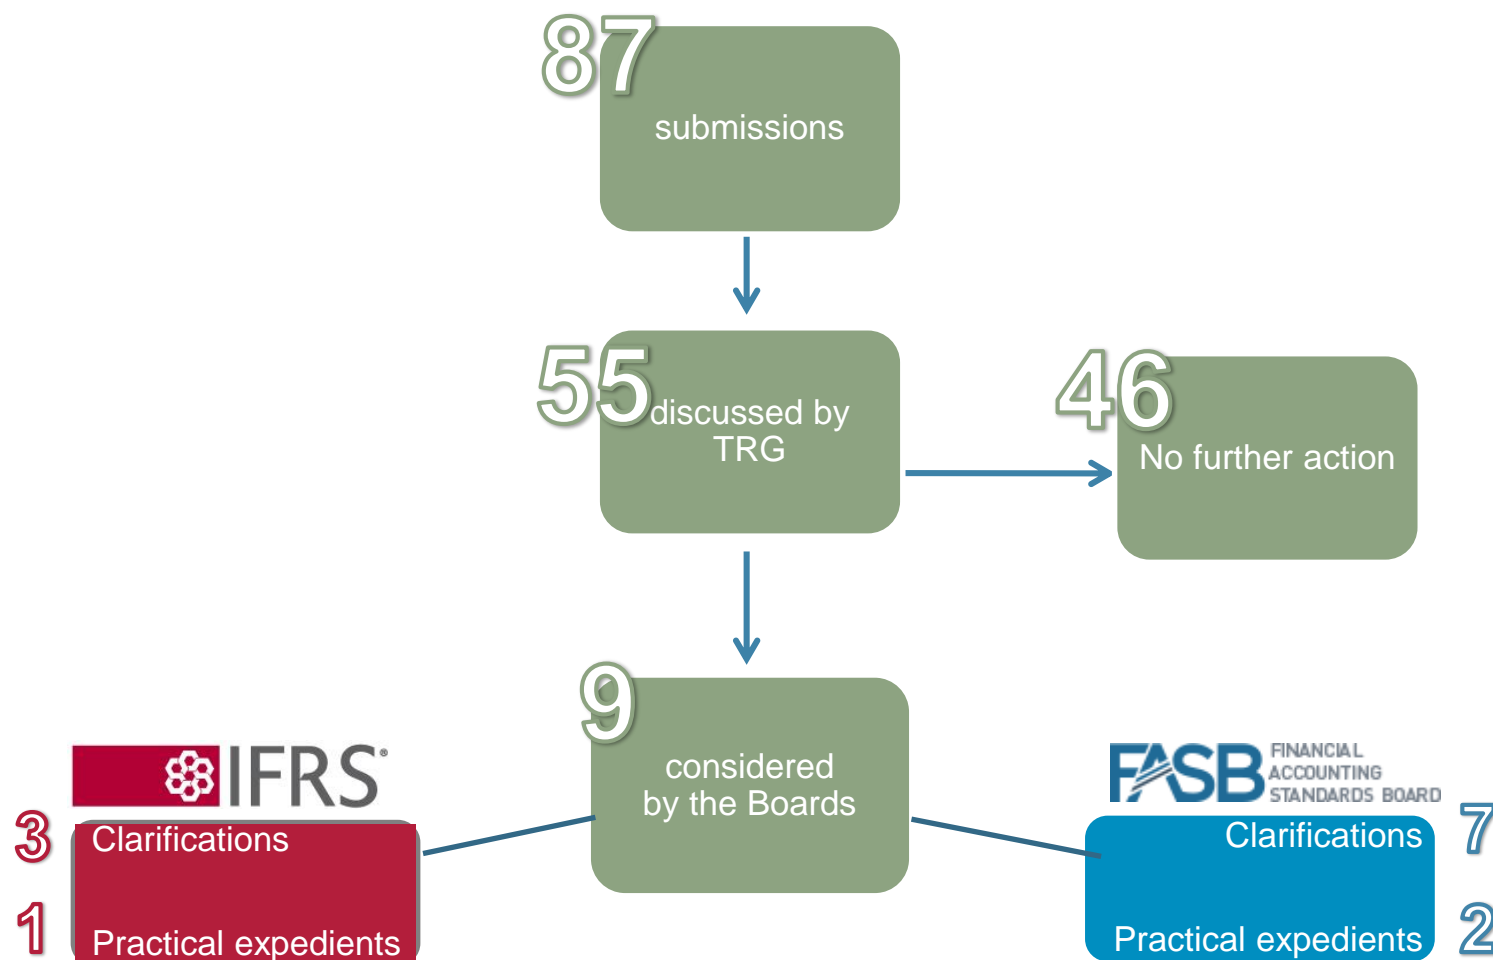 87
submissions
55
discussed by
TRG
46
No further action
9
considered
by the Boards
IFRS®
3 Clarifications
1 Practical expedients
FASB
FINANCIAL
ACCOUNTING
STANDARDS BOARD
Clarifications 7
Practical expedients 2